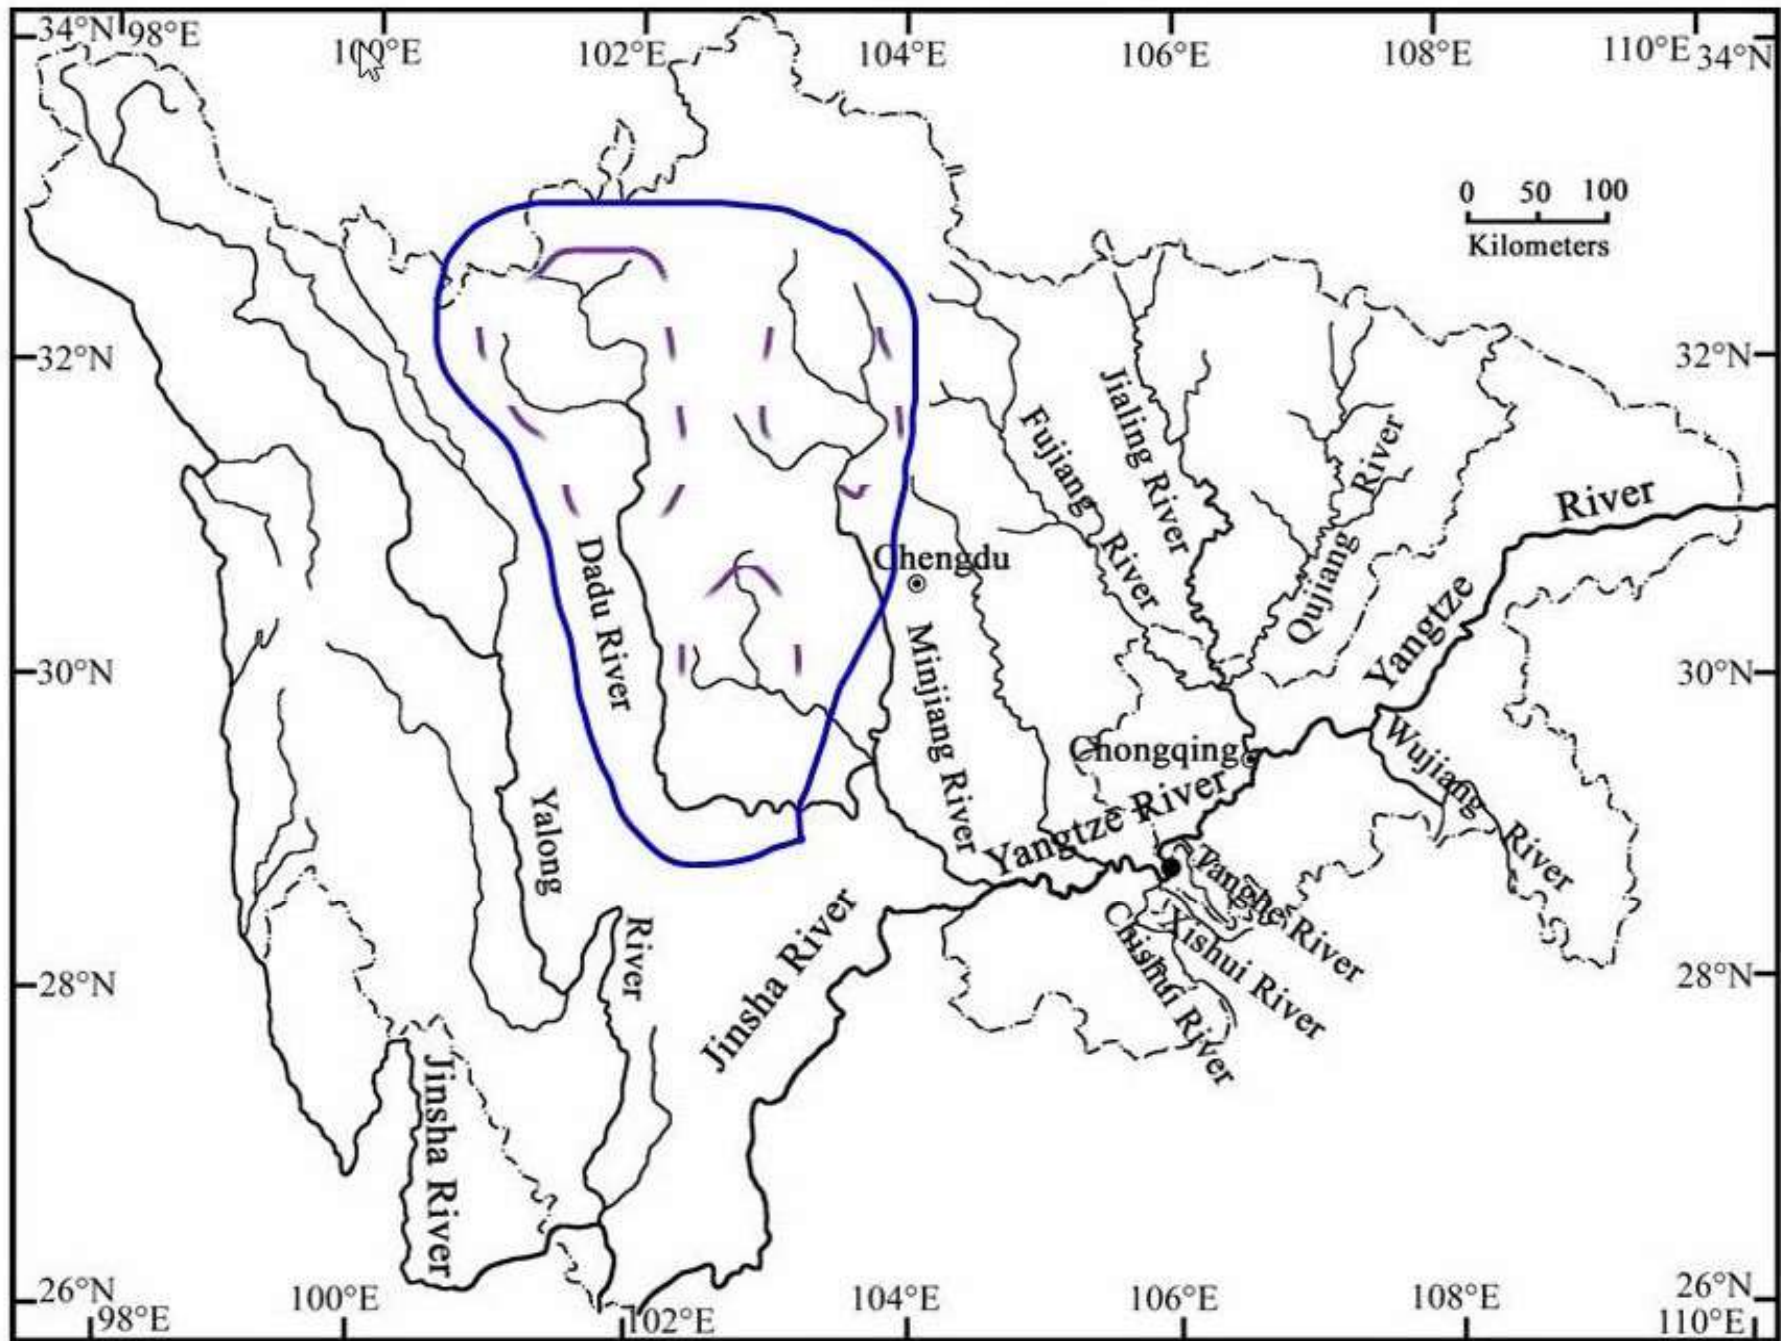 34°N 98°E 100°E 102°E 104°E 106°E 108°E 110°E 34°N
0 50 100
Kilometers
32°N 32°N
Jialing River
Fujiang River
Qujiang River
Yangtze River
Chengdu
Dadu River
Minjiang River
30°N 30°N
Chongqing
Wujiang River
Yangtze River
Yalong River
Tanghe River
Xishui River
Chishui River
Jinsha River
28°N 28°N
Jinsha River
26°N 26°N
98°E 100°E 102°E 104°E 106°E 108°E 110°E